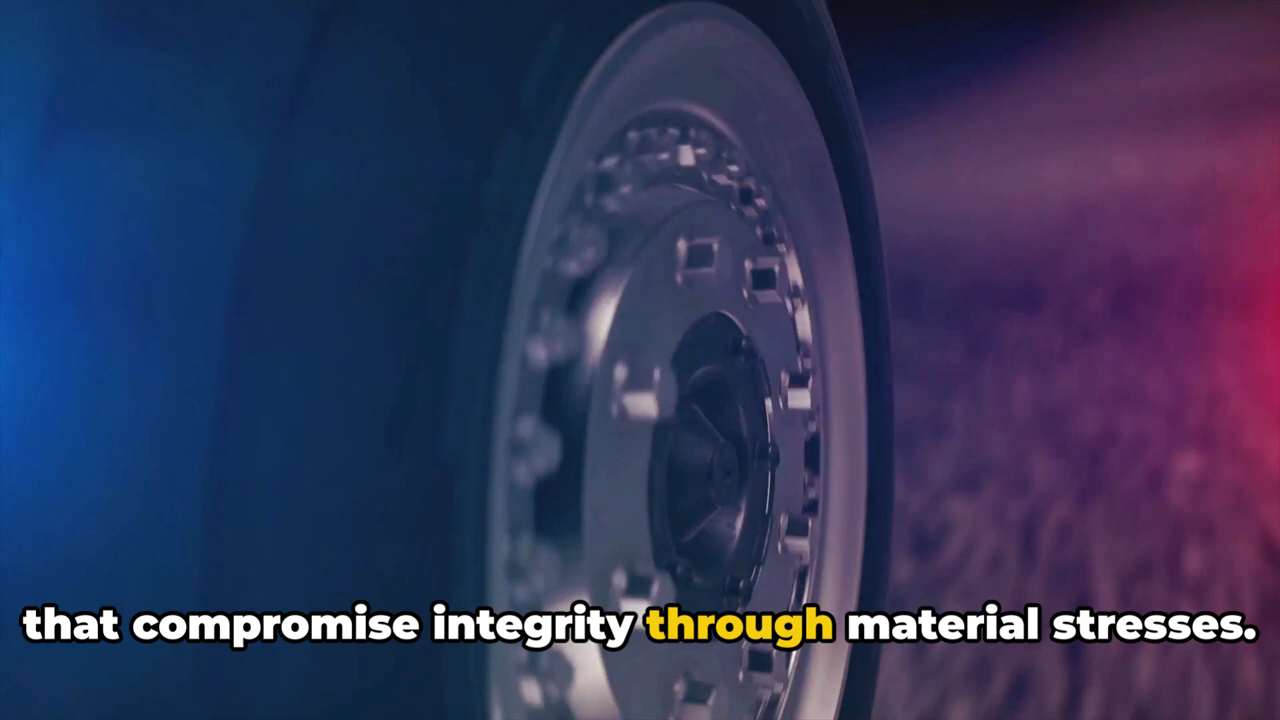 that compromise integrity through material stresses.